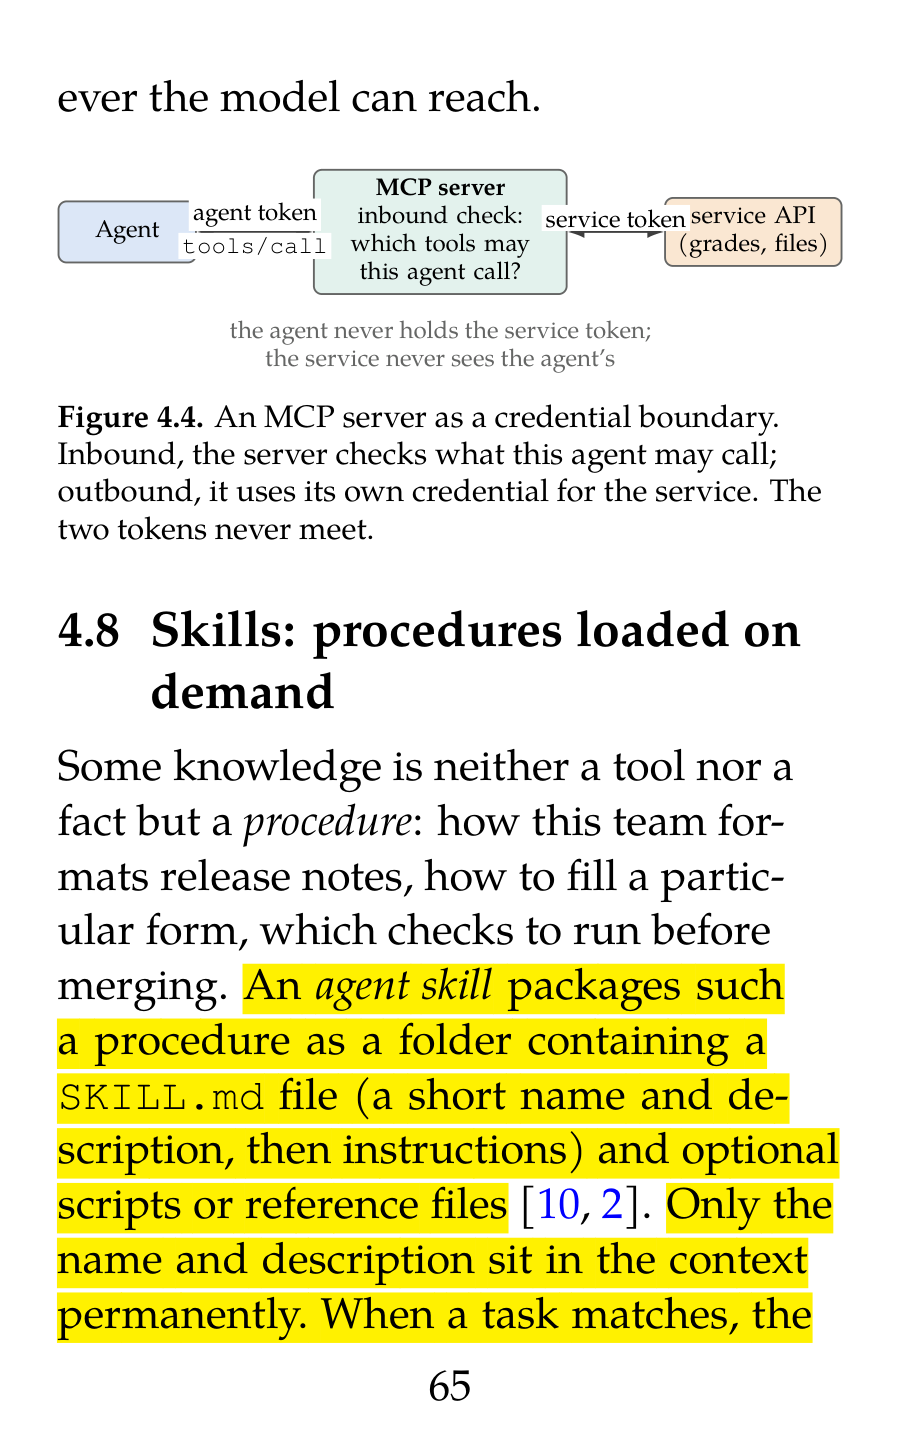 ever the model can reach.
Agent
agent token
tools/call
MCP server
inbound check:
which tools may
this agent call?
service token
service API
(grades, files)
the agent never holds the service token;
the service never sees the agent’s
Figure 4.4. An MCP server as a credential boundary.
Inbound, the server checks what this agent may call;
outbound, it uses its own credential for the service. The
two tokens never meet.
4.8 Skills: procedures loaded on
demand
Some knowledge is neither a tool nor a
fact but a procedure: how this team for-
mats release notes, how to fill a partic-
ular form, which checks to run before
merging. An agent skill packages such
a procedure as a folder containing a
SKILL.md file (a short name and de-
scription, then instructions) and optional
scripts or reference files [10, 2]. Only the
name and description sit in the context
permanently. When a task matches, the
65